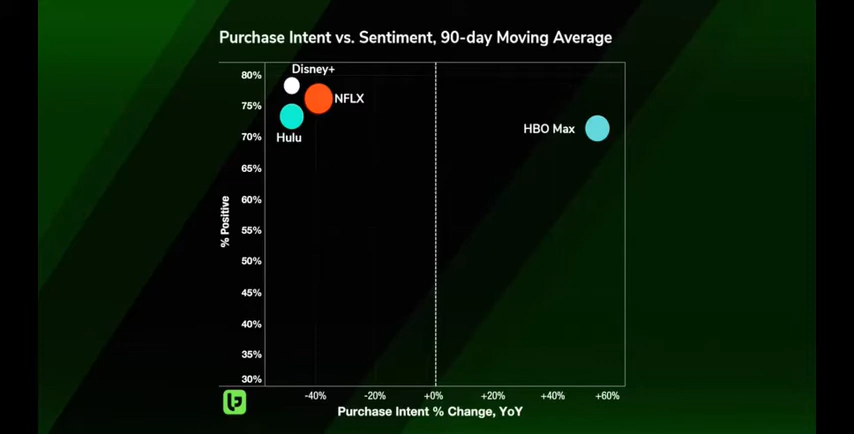 Purchase Intent vs. Sentiment, 90-day Moving Average
Disney+
80%
NFLX
75%
Hulu
HBO Max
70%
65%
60%
55%
50%
45%
40%
35%
30%
% Positive
-40% -20% +0% +20% +40% +60%
Purchase Intent % Change, YoY